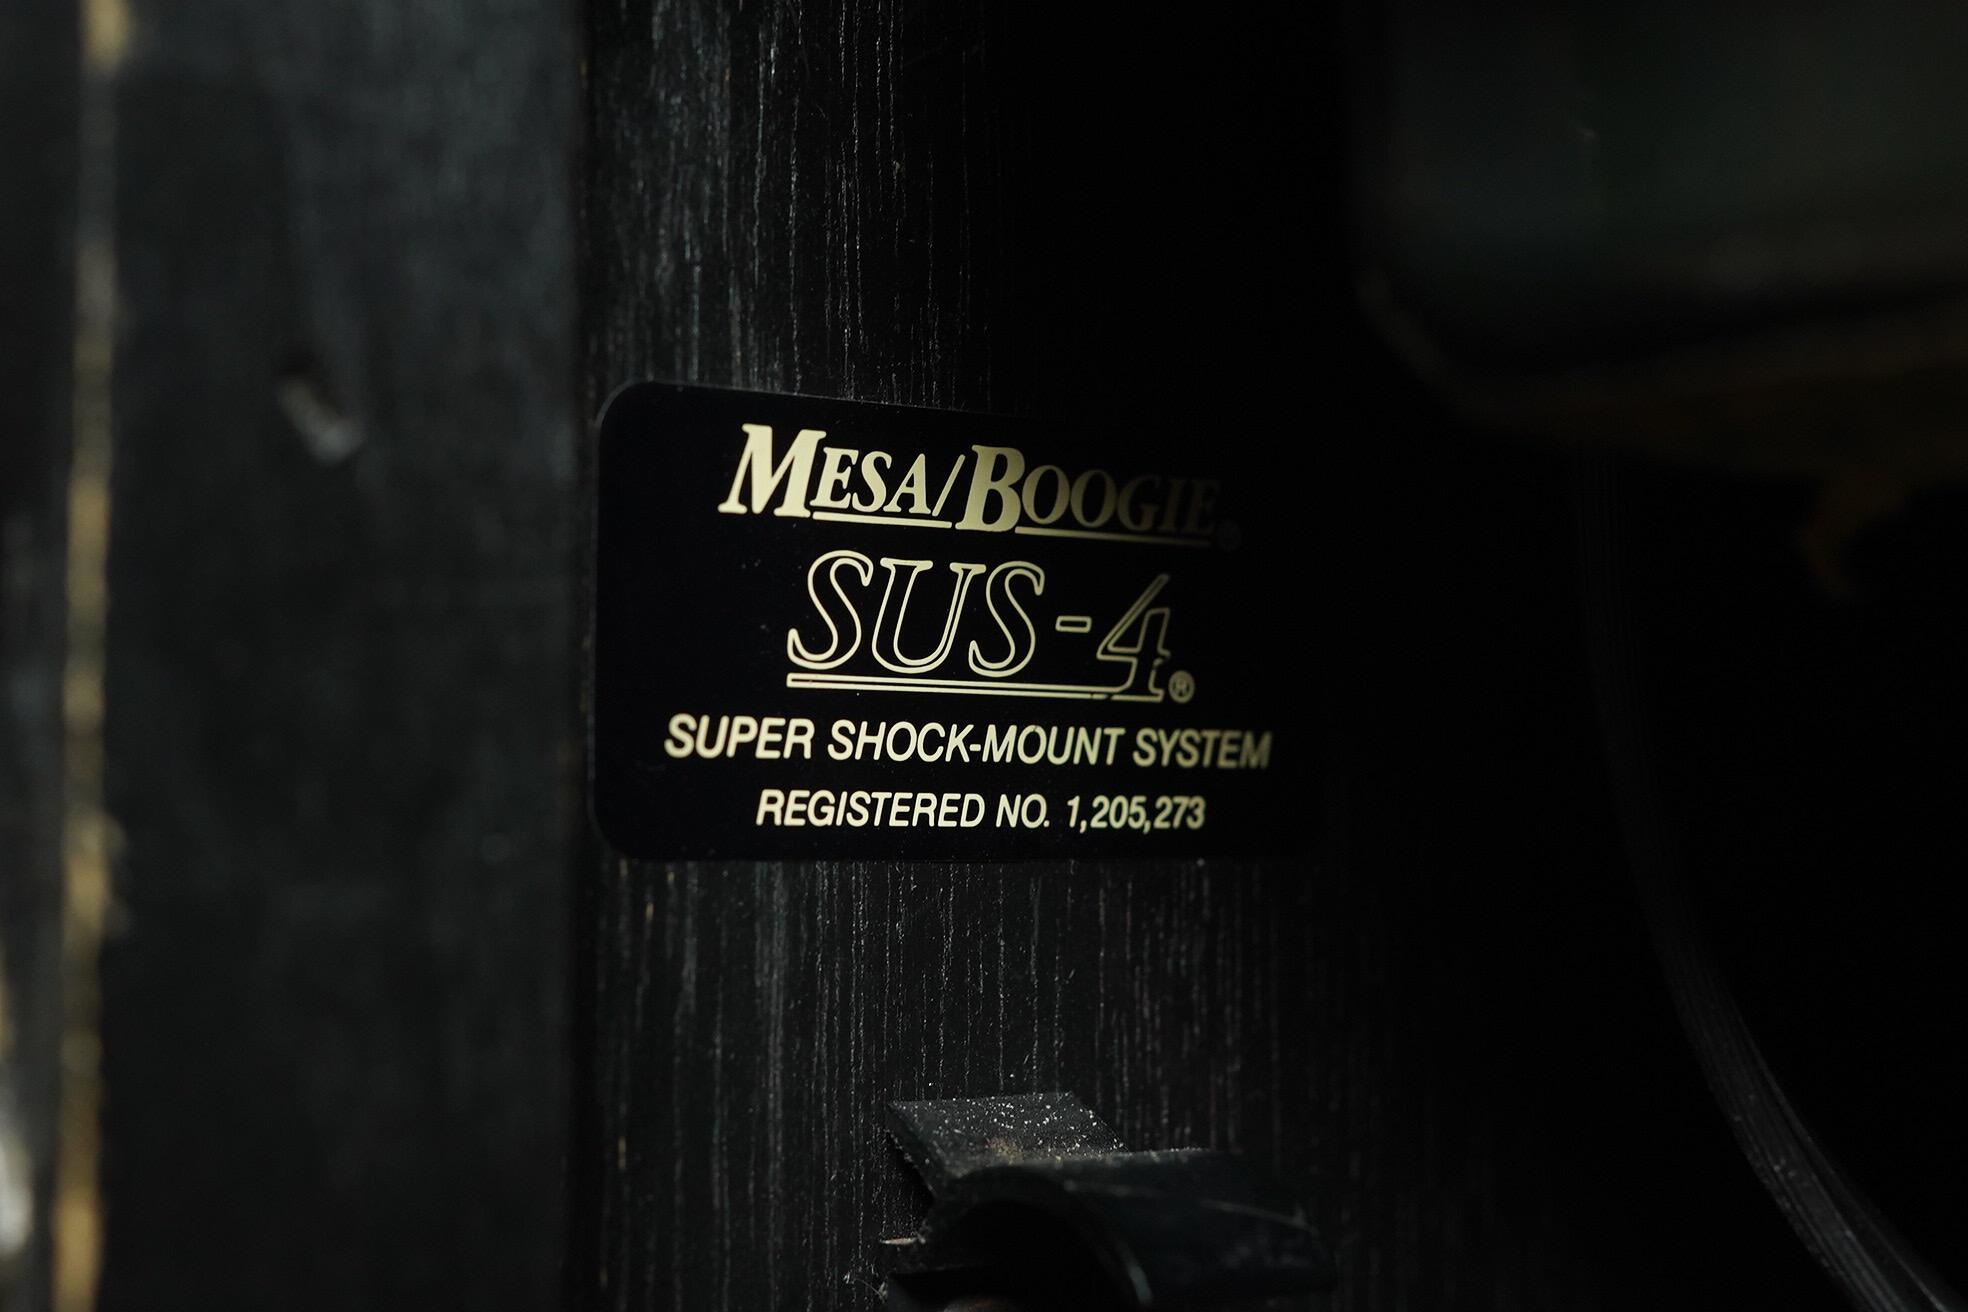 MESA/BOOGIE®
SUS-4®
SUPER SHOCK-MOUNT SYSTEM
REGISTERED NO. 1,205,273